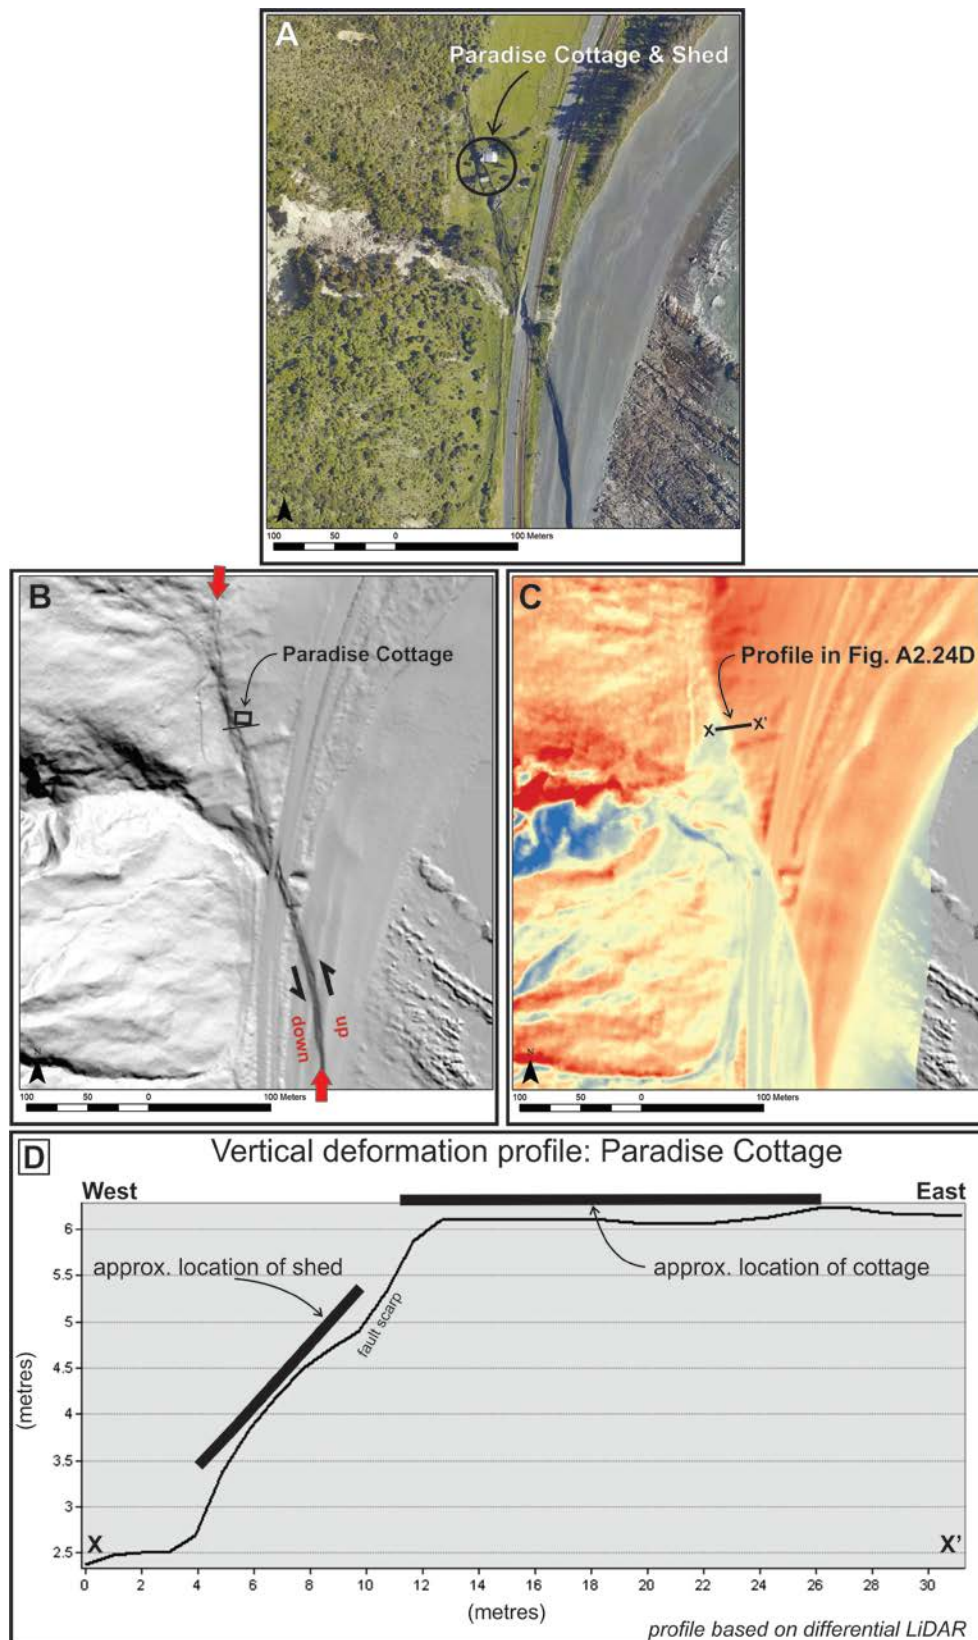 A
Paradise Cottage & Shed
100 50 0 100 Meters
B
Paradise Cottage
down
up
100 50 0 100 Meters
C
Profile in Fig. A2.24D
X X'
N
100 50 0 100 Meters
D
Vertical deformation profile: Paradise Cottage
West East
6
5.5
5
4.5
4
3.5
3
2.5
(metres)
approx. location of shed
approx. location of cottage
fault scarp
X X'
0 2 4 6 8 10 12 14 16 18 20 22 24 26 28 30
(metres)
profile based on differential LiDAR